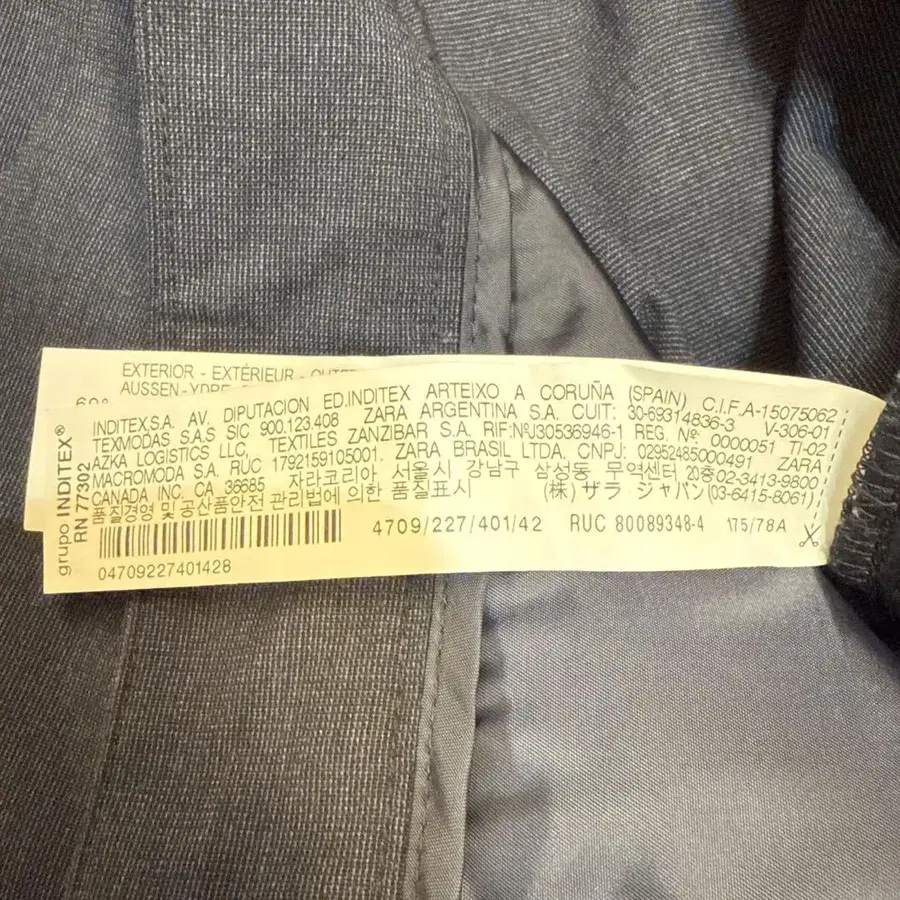 EXTERIOR - EXTÉRIEUR -
AUSSEN -
grupo INDITEX®
RN 77302
INDITEX,S.A. AV. DIPUTACION ED.INDITEX ARTEIXO A CORUÑA (SPAIN) C.I.F.A-15075062
TEXMODAS S.A.S SIC 900.123.408 ZARA ARGENTINA S.A. CUIT: 30-69314836-3 V-306-01
AZKA LOGISTICS LLC, TEXTILES ZANZIBAR S.A. RIF:NºJ30536946-1 REG. Nº 0000051 TI-02
MACROMODA S.A. RUC 1792159105001. ZARA BRASIL LTDA. CNPJ: 02952485000491 ZARA
CANADA INC. CA 36685 자라코리아 서울시 강남구 삼성동 무역센터 20층 02-3413-9800
품질경영 및 공산품안전 관리법에 의한 품질표시 (株) ザラ ジャパン (03-6415-8061)
4709/227/401/42 RUC 80089348-4 175/78A
04709227401428